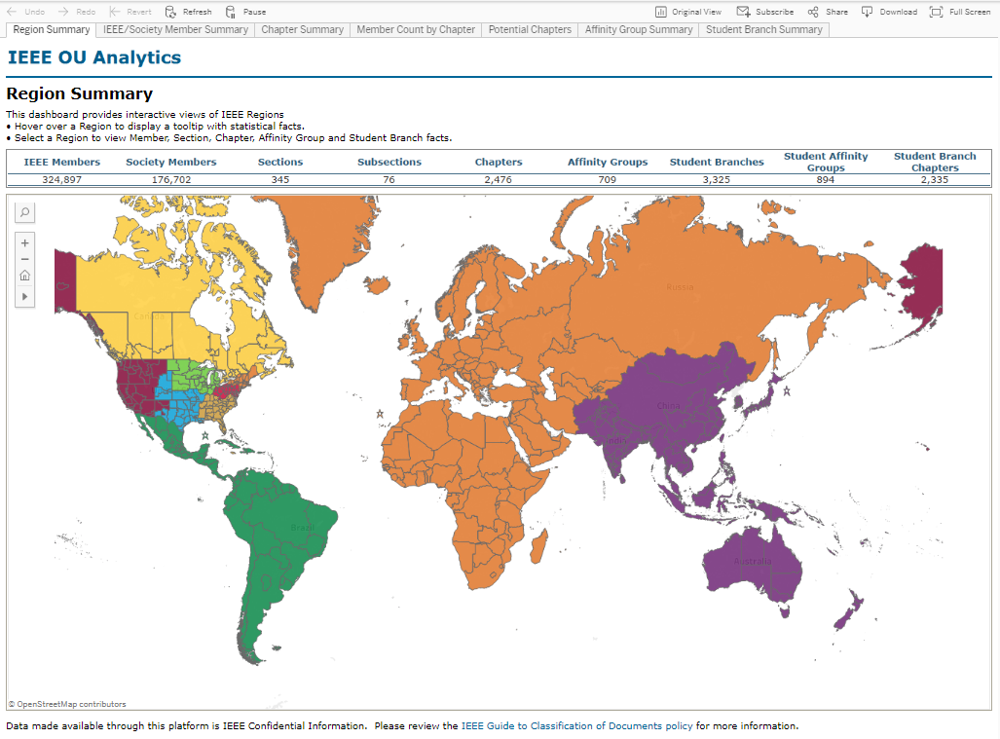 Undo Redo Revert Refresh Pause Original View Subscribe Share Download Full Screen
Region Summary IEEE/Society Member Summary Chapter Summary Member Count by Chapter Potential Chapters Affinity Group Summary Student Branch Summary
IEEE OU Analytics
Region Summary
This dashboard provides interactive views of IEEE Regions
• Hover over a Region to display a tooltip with statistical facts.
• Select a Region to view Member, Section, Chapter, Affinity Group and Student Branch facts.
IEEE Members Society Members Sections Subsections Chapters Affinity Groups Student Branches Student Affinity Groups Student Branch Chapters
324,897 176,702 345 76 2,476 709 3,325 894 2,335
Russia
Canada
China
India
Brazil
Australia
© OpenStreetMap contributors
Data made available through this platform is IEEE Confidential Information. Please review the IEEE Guide to Classification of Documents policy for more information.